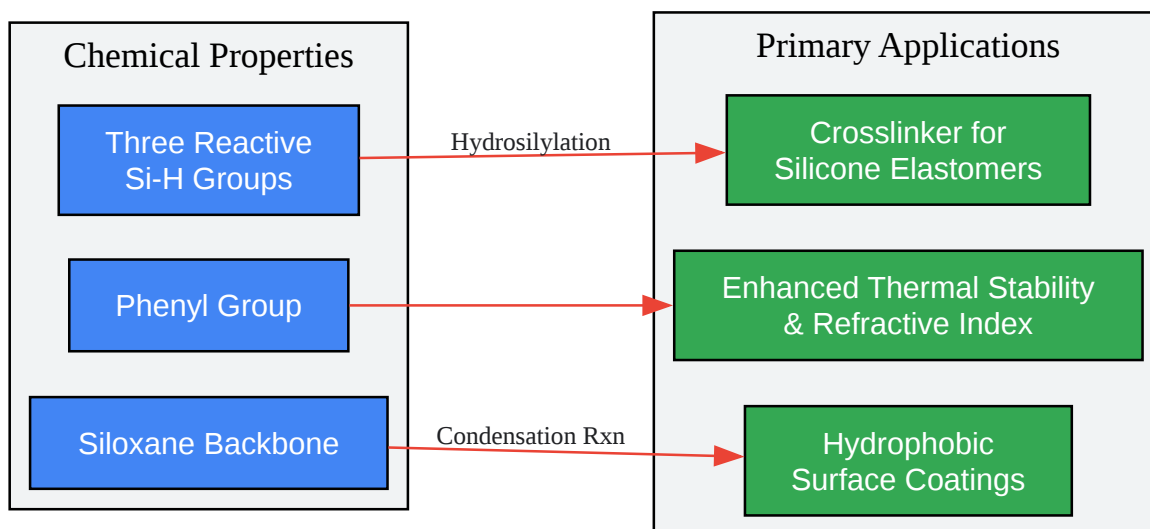 Chemical Properties
Three Reactive
Si-H Groups
Phenyl Group
Siloxane Backbone
Hydrosilylation
Condensation Rxn
Primary Applications
Crosslinker for
Silicone Elastomers
Enhanced Thermal Stability
& Refractive Index
Hydrophobic
Surface Coatings